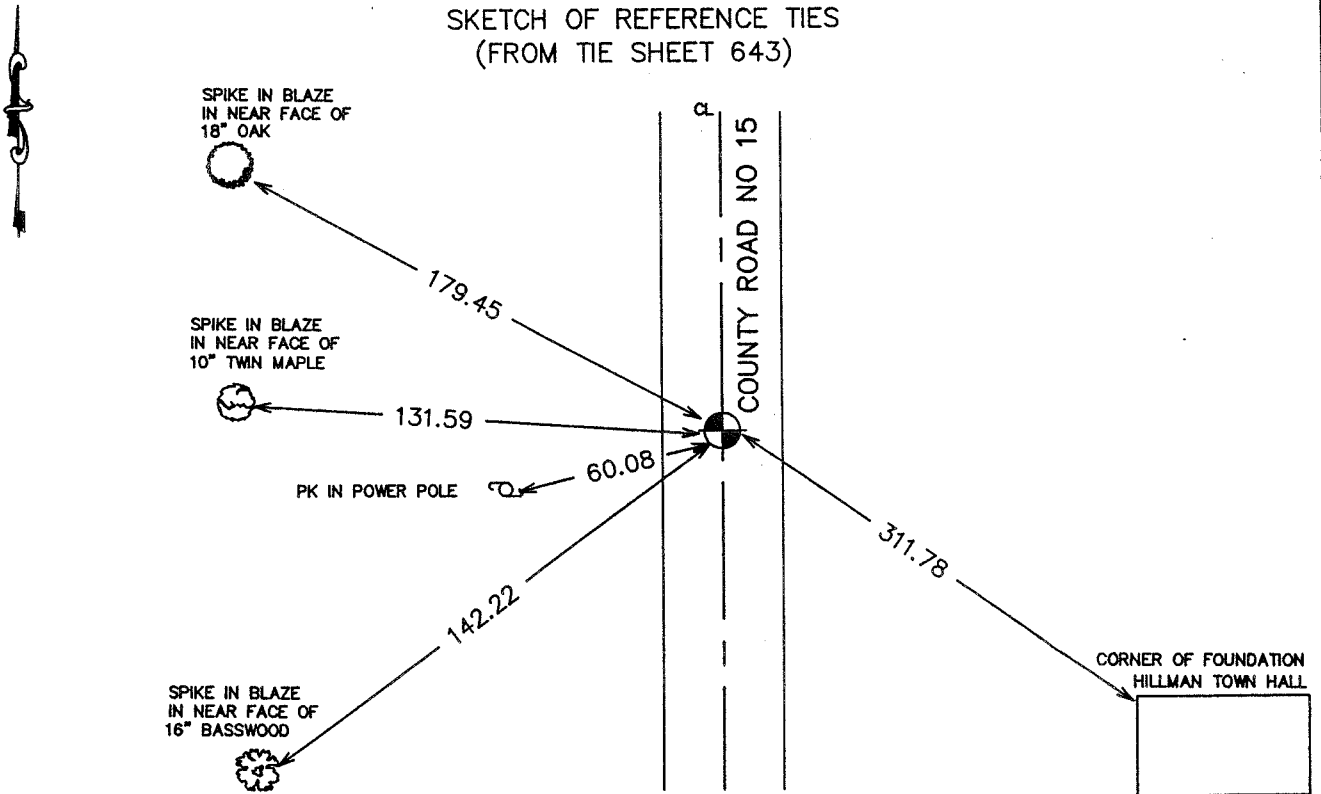 SKETCH OF REFERENCE TIES
(FROM TIE SHEET 643)
SPIKE IN BLAZE
IN NEAR FACE OF
18" OAK
CL
COUNTY ROAD NO 15
179.45
SPIKE IN BLAZE
IN NEAR FACE OF
10" TWIN MAPLE
131.59
60.08
PK IN POWER POLE
311.78
142.22
CORNER OF FOUNDATION
HILLMAN TOWN HALL
SPIKE IN BLAZE
IN NEAR FACE OF
16" BASSWOOD